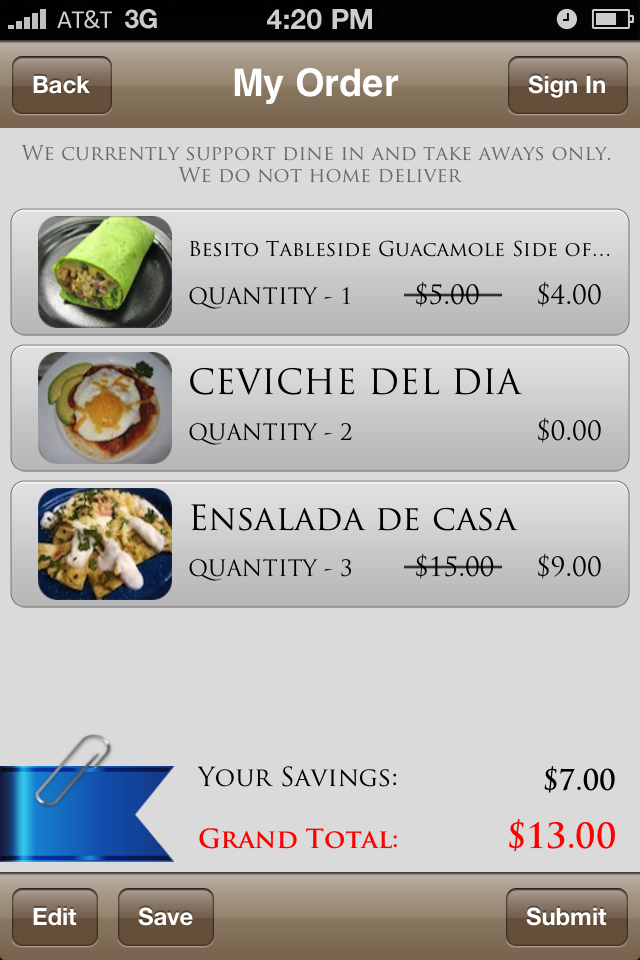 AT&T 3G 4:20 PM
Back My Order Sign In
We currently support dine in and take aways only.
We do not home deliver
Besito Tableside Guacamole Side of...
QUANTITY - 1 $5.00 $4.00
CEVICHE DEL DIA
QUANTITY - 2 $0.00
Ensalada de casa
QUANTITY - 3 $15.00 $9.00
Your Savings: $7.00
Grand Total: $13.00
Edit Save Submit